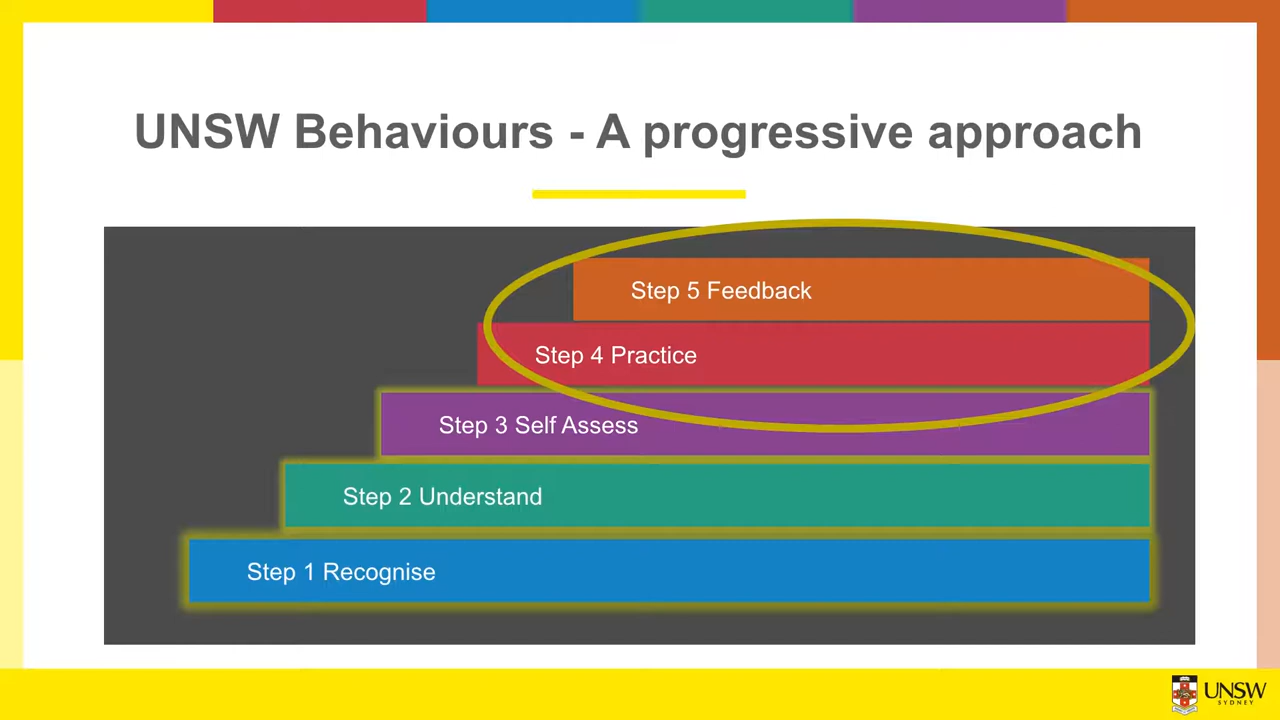 UNSW Behaviours - A progressive approach
Step 5 Feedback
Step 4 Practice
Step 3 Self Assess
Step 2 Understand
Step 1 Recognise
UNSW
SYDNEY